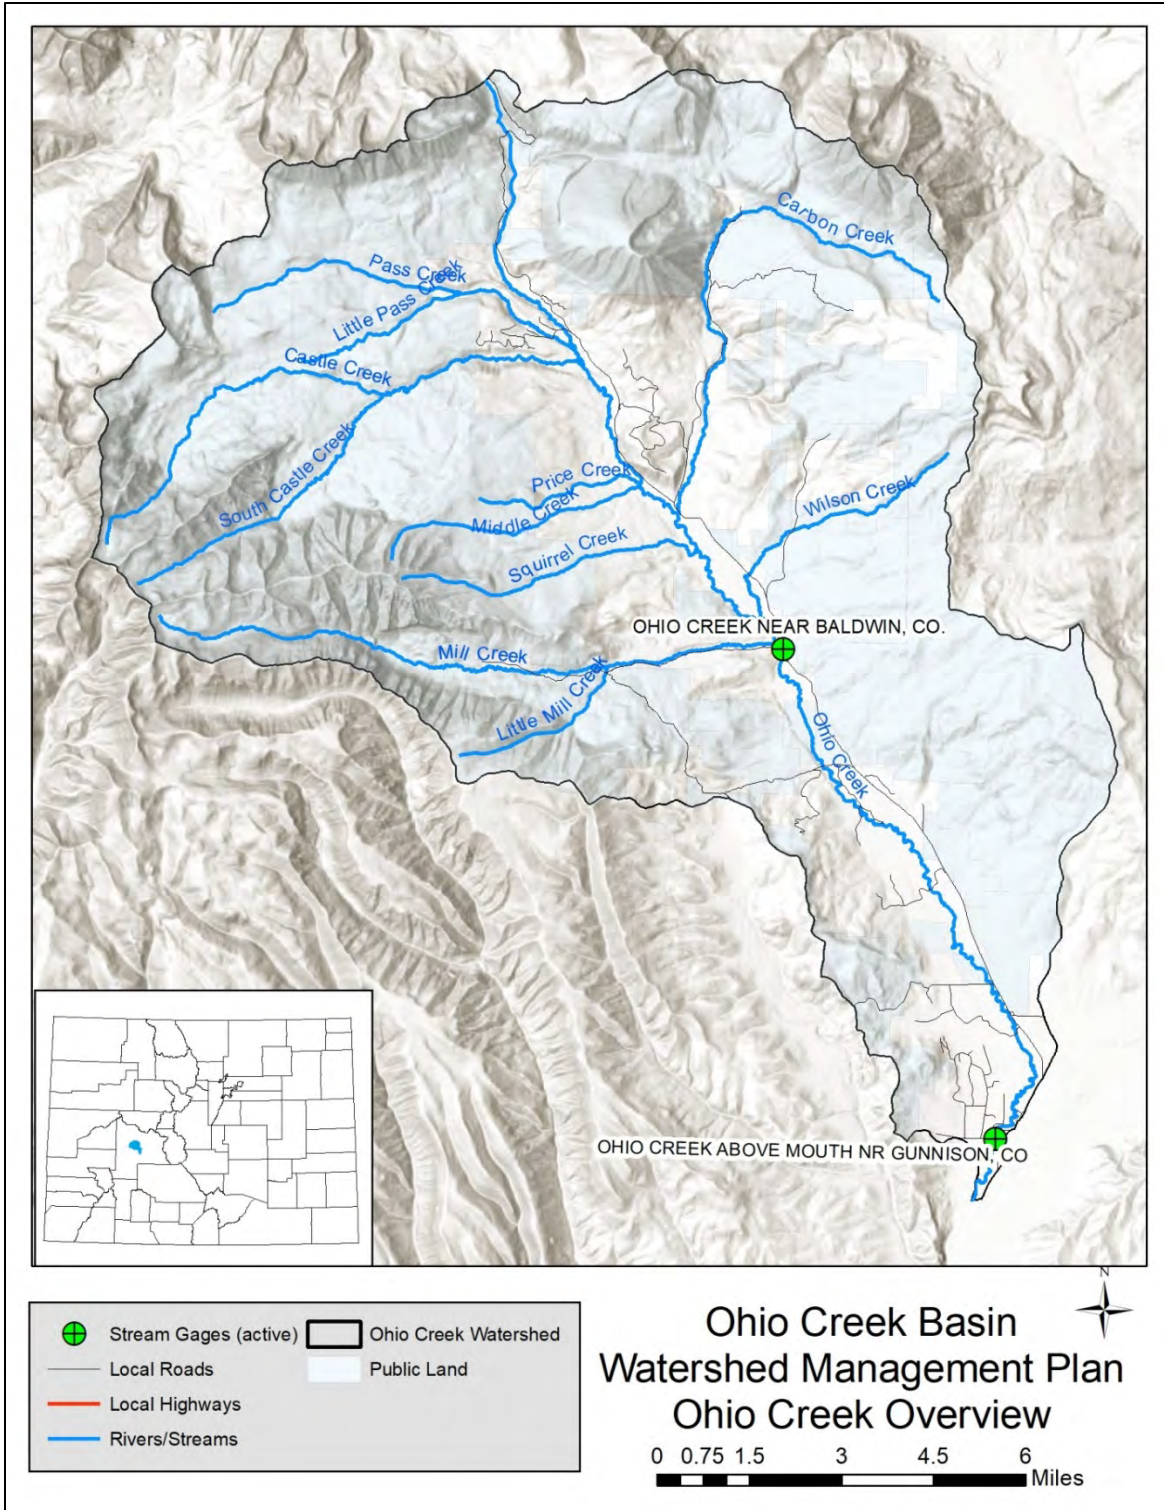 Carbon Creek
Pass Creek
Little Pass Creek
Castle Creek
South Castle Creek
Price Creek
Middle Creek
Wilson Creek
Squirrel Creek
OHIO CREEK NEAR BALDWIN, CO.
Mill Creek
Little Mill Creek
Ohio Creek
OHIO CREEK ABOVE MOUTH NR GUNNISON, CO
N
Stream Gages (active)
Ohio Creek Watershed
Local Roads
Public Land
Local Highways
Rivers/Streams
Ohio Creek Basin
Watershed Management Plan
Ohio Creek Overview
0 0.75 1.5 3 4.5 6
Miles